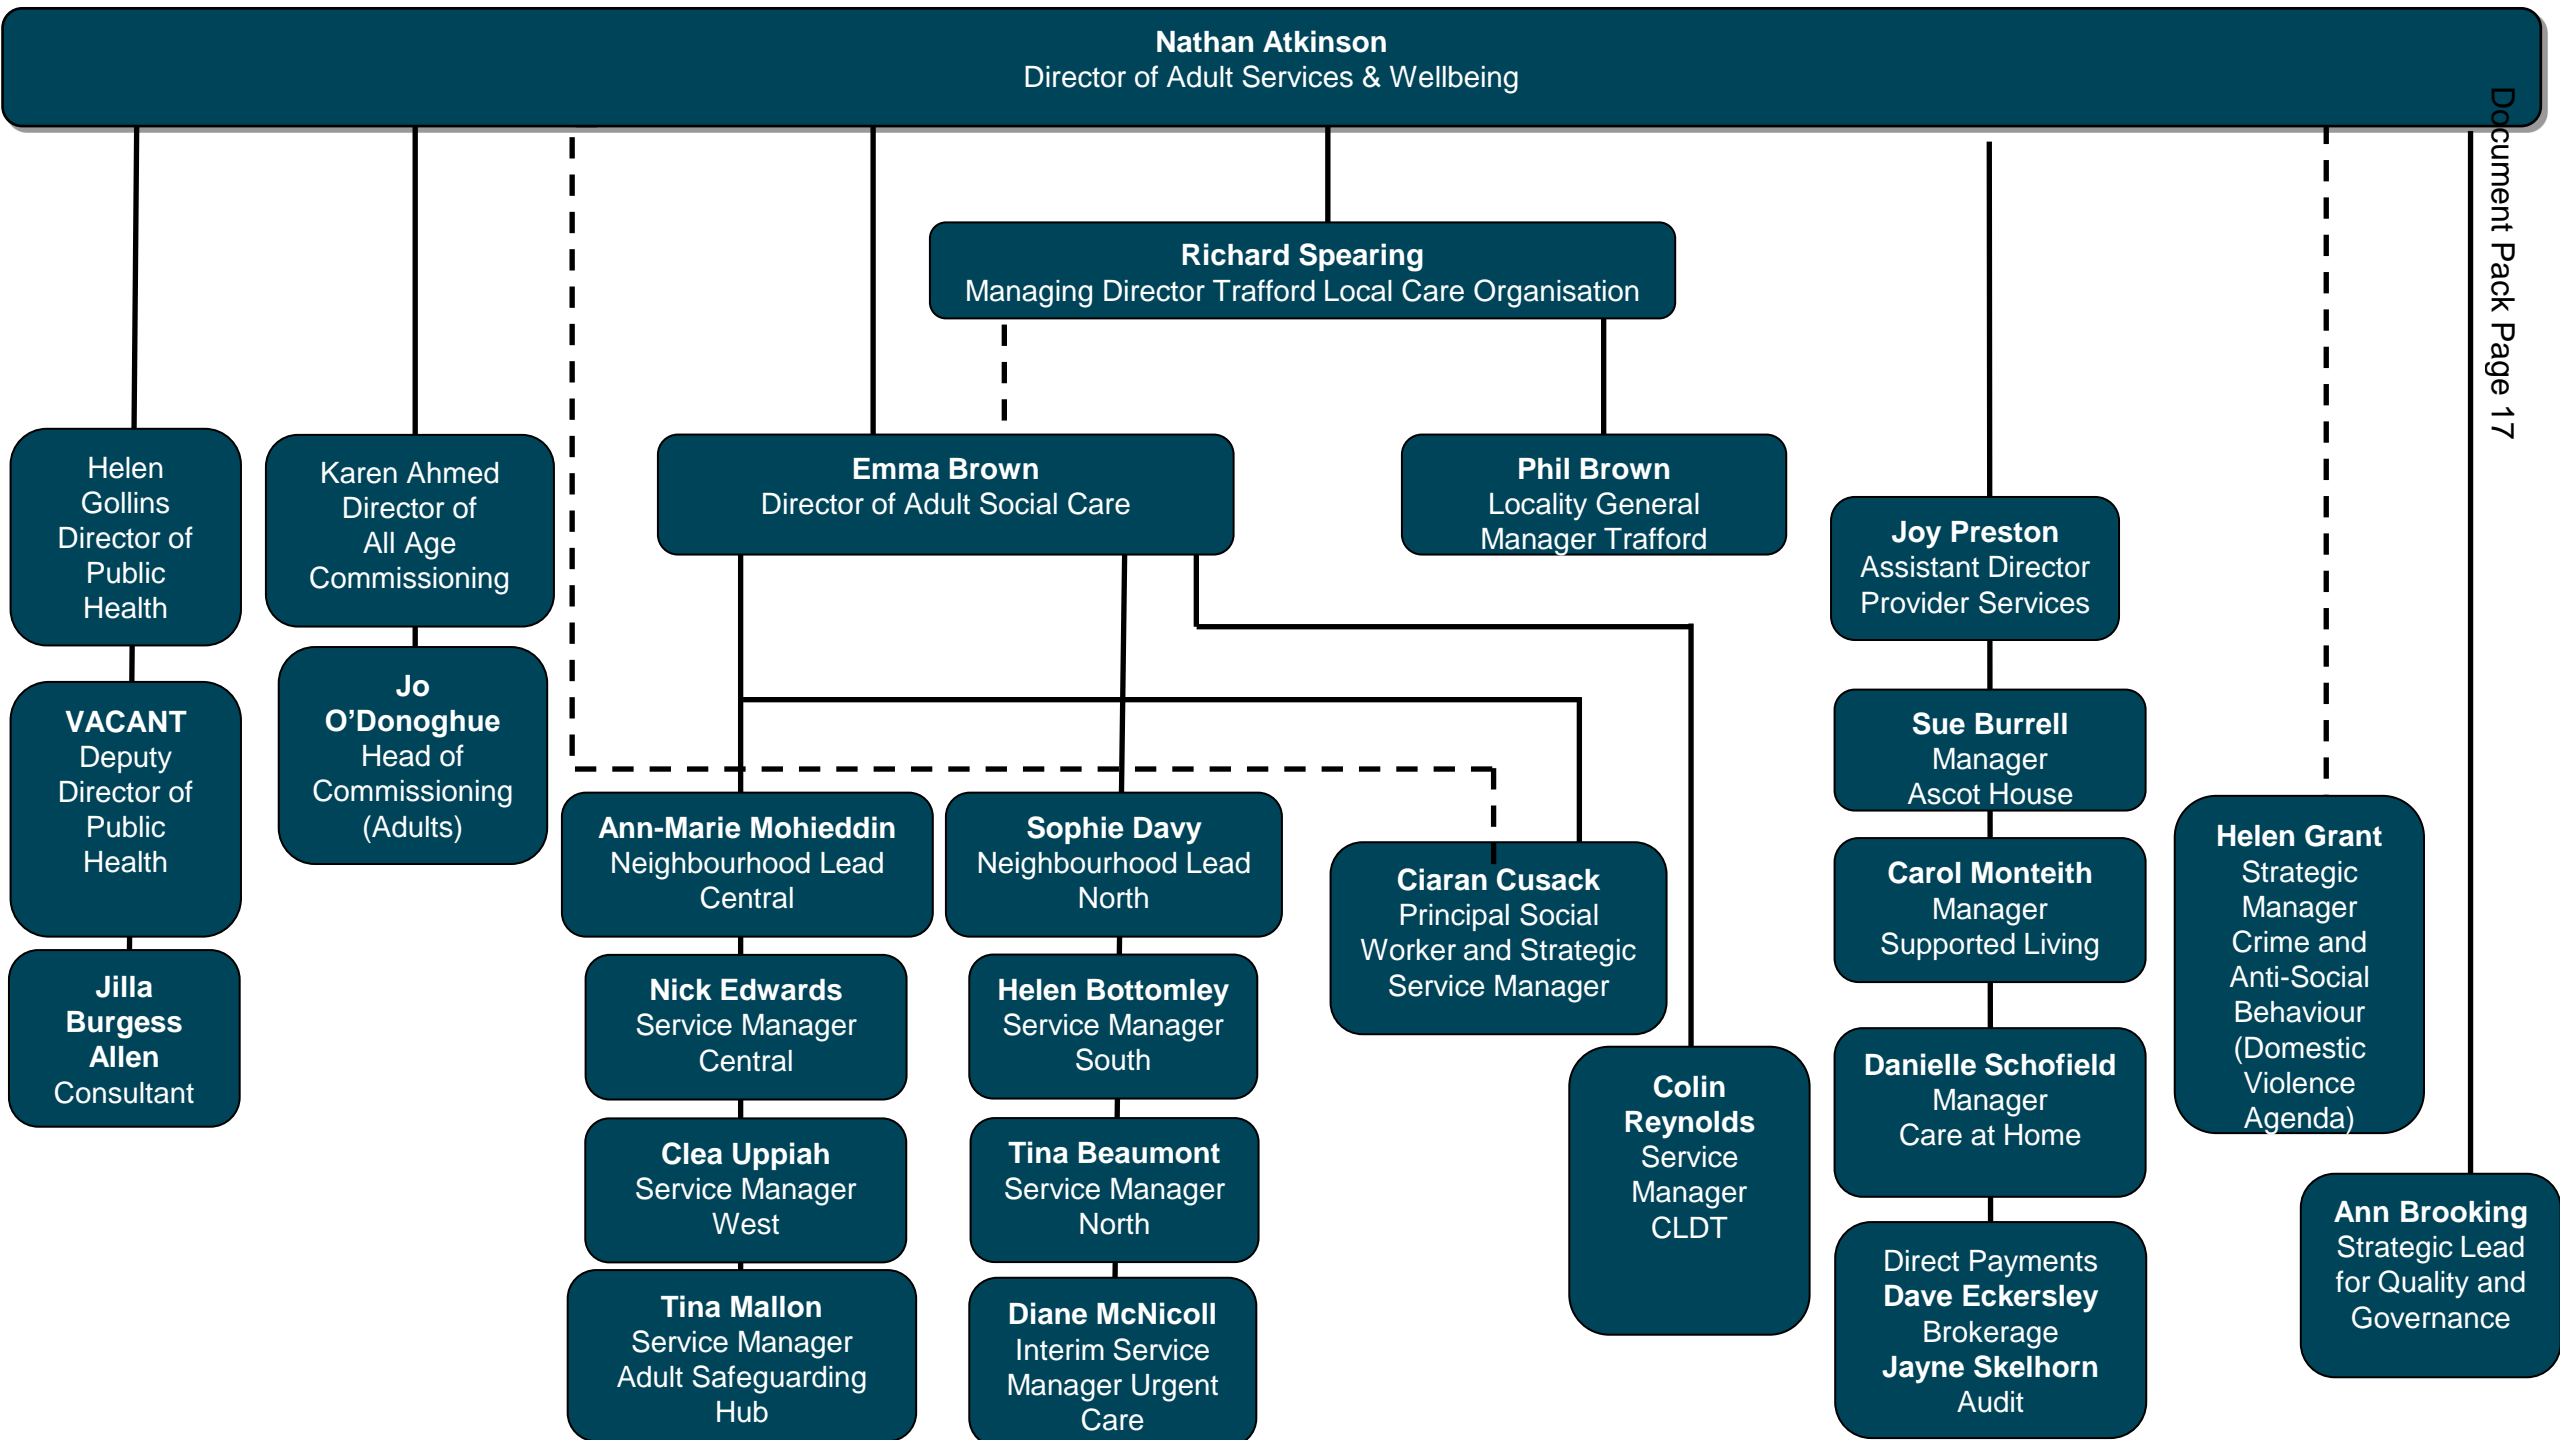 Nathan Atkinson
Director of Adult Services & Wellbeing
Document Pack Page 17
Richard Spearing
Managing Director Trafford Local Care Organisation
Helen
Gollins
Director of
Public
Health
Karen Ahmed
Director of
All Age
Commissioning
Emma Brown
Director of Adult Social Care
Phil Brown
Locality General
Manager Trafford
Joy Preston
Assistant Director
Provider Services
VACANT
Deputy
Director of
Public
Health
Jo
O’Donoghue
Head of
Commissioning
(Adults)
Sue Burrell
Manager
Ascot House
Ann-Marie Mohieddin
Neighbourhood Lead
Central
Sophie Davy
Neighbourhood Lead
North
Ciaran Cusack
Principal Social
Worker and Strategic
Service Manager
Carol Monteith
Manager
Supported Living
Helen Grant
Strategic
Manager
Crime and
Anti-Social
Behaviour
(Domestic
Violence
Agenda)
Jilla
Burgess
Allen
Consultant
Nick Edwards
Service Manager
Central
Helen Bottomley
Service Manager
South
Colin
Reynolds
Service
Manager
CLDT
Danielle Schofield
Manager
Care at Home
Clea Uppiah
Service Manager
West
Tina Beaumont
Service Manager
North
Ann Brooking
Strategic Lead
for Quality and
Governance
Tina Mallon
Service Manager
Adult Safeguarding
Hub
Diane McNicoll
Interim Service
Manager Urgent
Care
Direct Payments
Dave Eckersley
Brokerage
Jayne Skelhorn
Audit